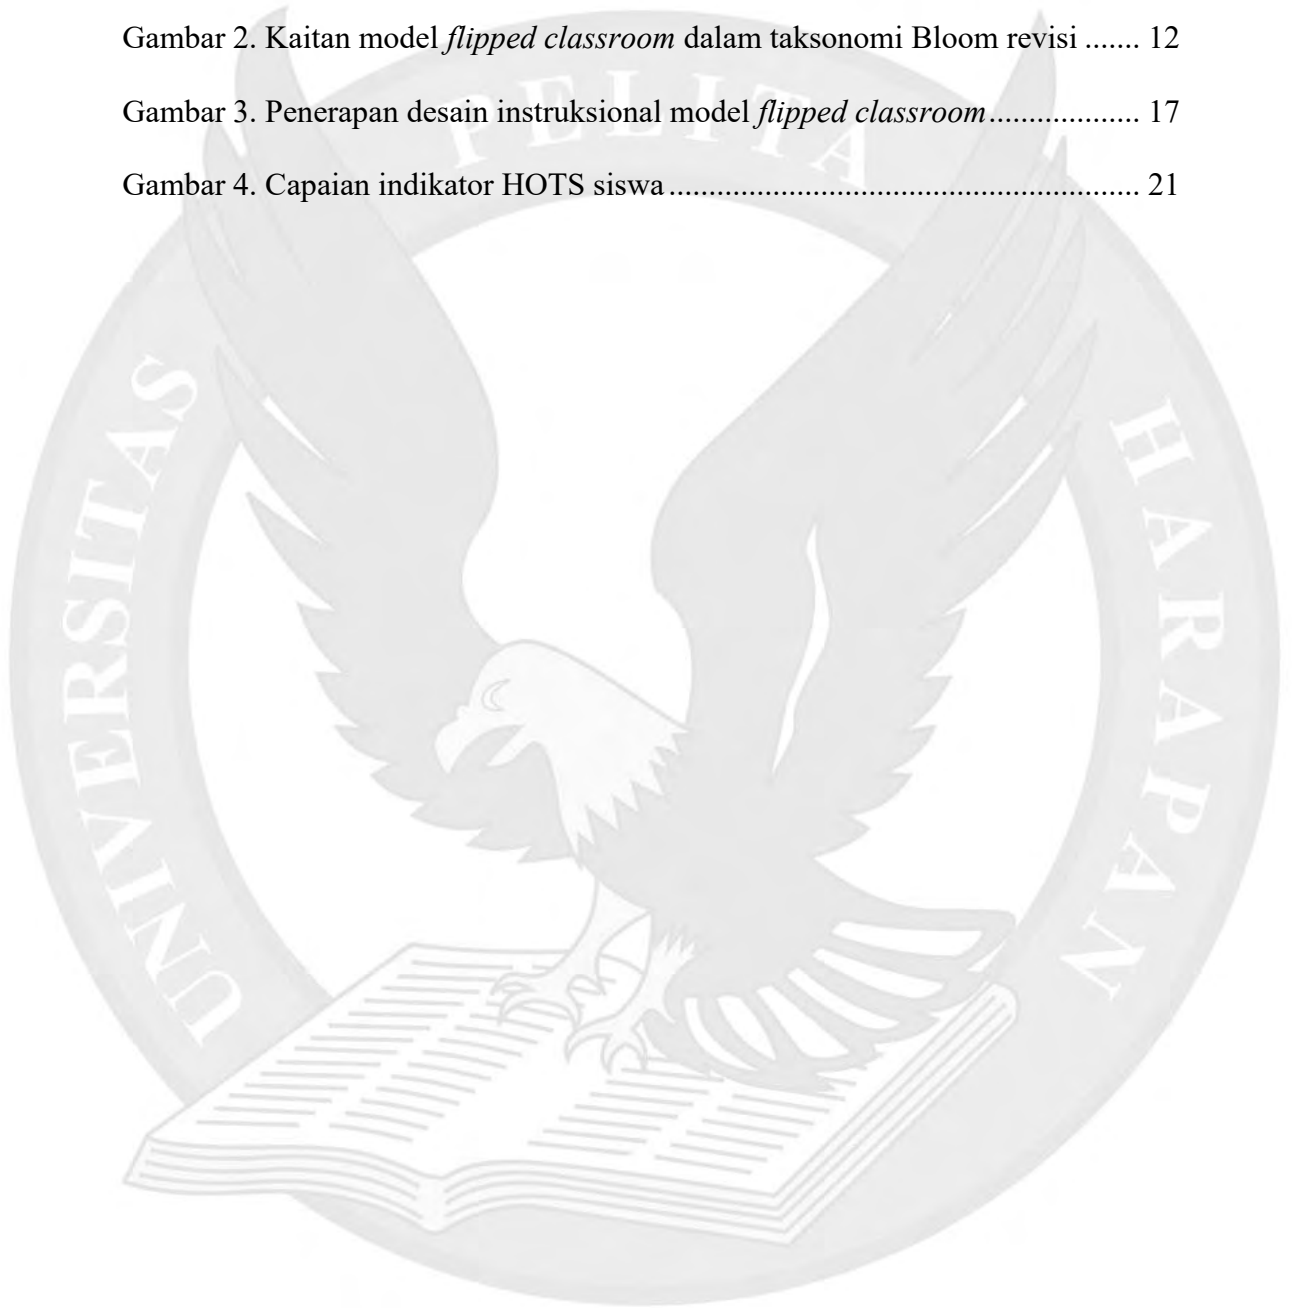 Gambar 2. Kaitan model flipped classroom dalam taksonomi Bloom revisi ....... 12
Gambar 3. Penerapan desain instruksional model flipped classroom ................... 17
Gambar 4. Capaian indikator HOTS siswa ................................................... 21
UNIVERSITAS
PELITA
HARAPAN